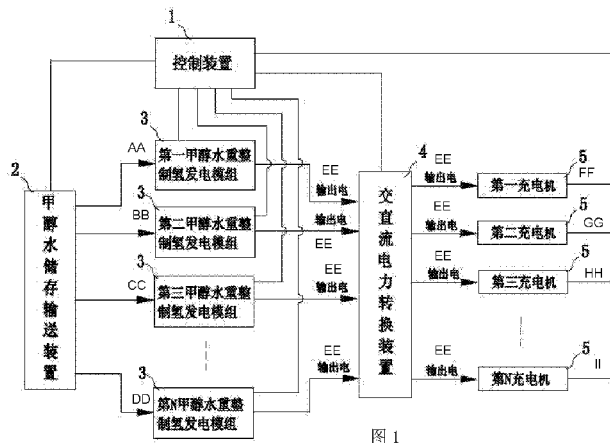 1
控制装置
2
甲醇水储存输送装置
AA
3
第一甲醇水重整
制氢发电模组
EE
输出电
BB
3
第二甲醇水重整
制氢发电模组
输出电
EE
CC
3
第三甲醇水重整
制氢发电模组
EE
输出电
DD
3
第N甲醇水重整
制氢发电模组
EE
输出电
4
交直流电力转换装置
EE
输出电
5
第一充电机
FF
EE
输出电
5
第二充电机
GG
EE
输出电
5
第三充电机
HH
EE
输出电
5
第N充电机
II
图 1